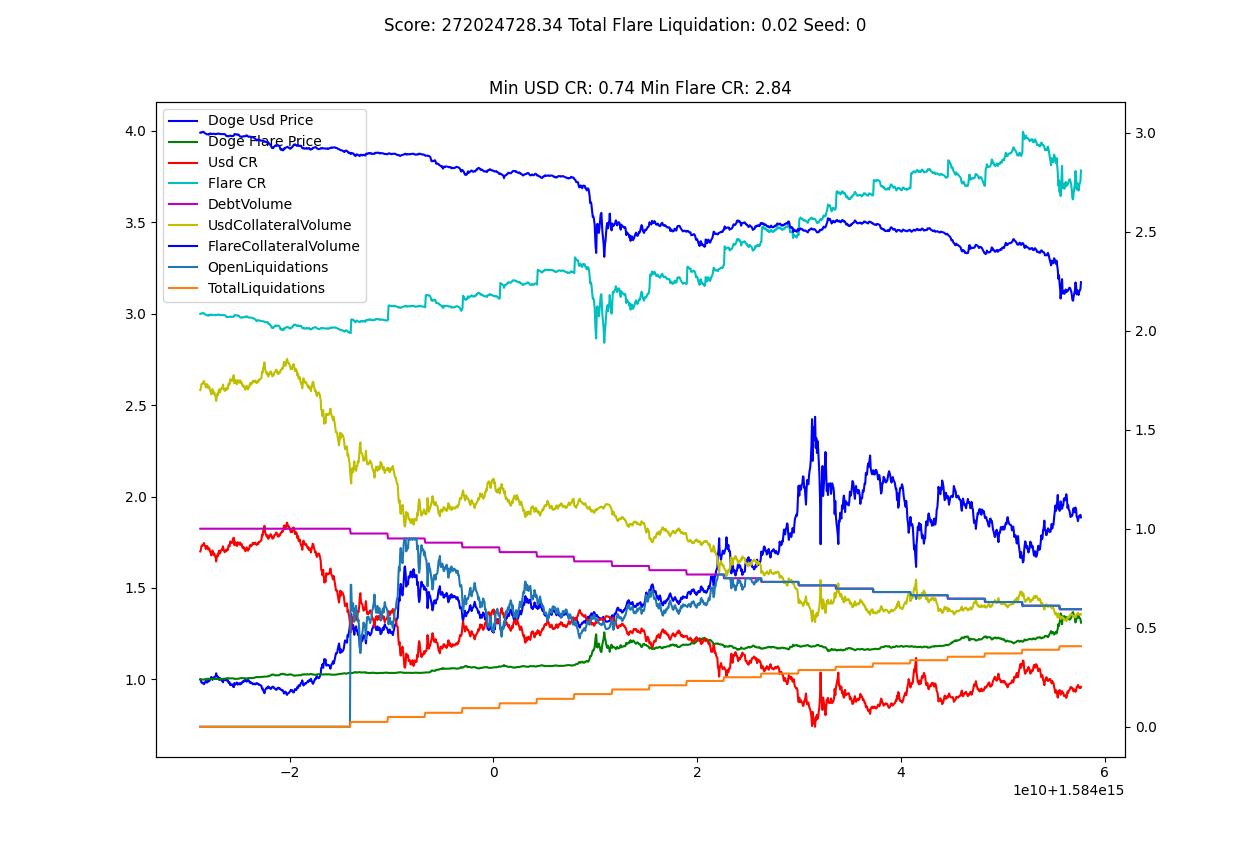 Score: 272024728.34 Total Flare Liquidation: 0.02 Seed: 0
Min USD CR: 0.74 Min Flare CR: 2.84
Doge Usd Price
Doge Flare Price
Usd CR
Flare CR
DebtVolume
UsdCollateralVolume
FlareCollateralVolume
OpenLiquidations
TotalLiquidations
4.0
3.5
3.0
2.5
2.0
1.5
1.0
3.0
2.5
2.0
1.5
1.0
0.5
0.0
−2
0
2
4
6
1e10+1.584e15